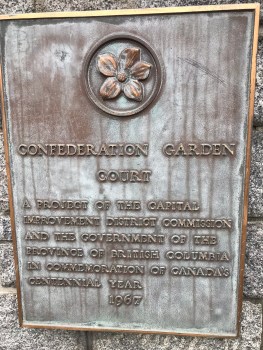 CONFEDERATION GARDEN
COURT
A PROJECT OF THE CAPITAL
IMPROVEMENT DISTRICT COMMISSION
AND THE GOVERNMENT OF THE
PROVINCE OF BRITISH COLUMBIA
IN COMMEMORATION OF CANADA'S
CENTENNIAL YEAR
1967